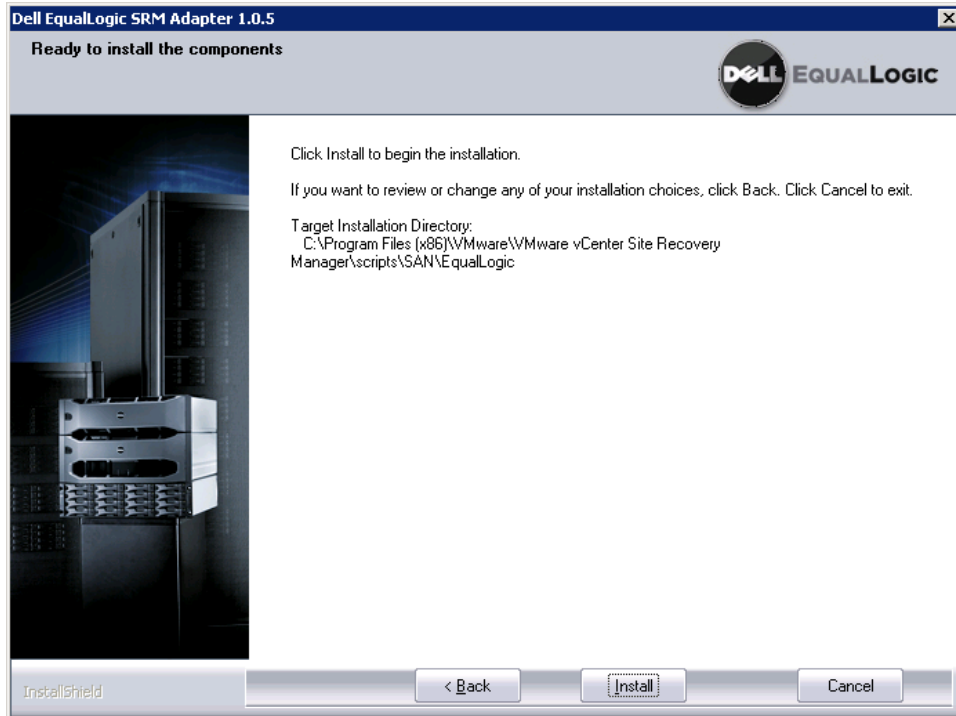 Dell EqualLogic SRM Adapter 1.0.5
Ready to install the components
DELL EQUALLOGIC
Click Install to begin the installation.
If you want to review or change any of your installation choices, click Back. Click Cancel to exit.
Target Installation Directory:
C:\Program Files (x86)\VMware\VMware vCenter Site Recovery
Manager\scripts\SAN\EqualLogic
InstallShield
< Back
Install
Cancel